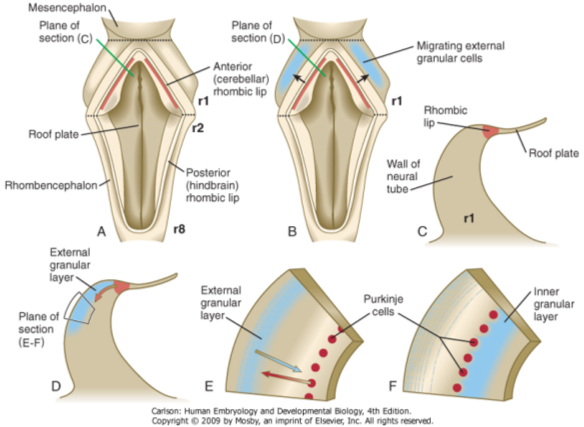 Mesencephalon
Plane of
section (C)
Anterior
(cerebellar)
rhombic lip
r1
r2
Roof plate
Rhombencephalon
Posterior
(hindbrain)
rhombic lip
A
r8
Plane of
section (D)
Migrating external
granular cells
r1
B
Rhombic
lip
Roof plate
Wall of
neural
tube
r1
C
External
granular
layer
Plane of
section
(E-F)
D
External
granular
layer
E
Purkinje
cells
Inner
granular
layer
F
Carlson: Human Embryology and Developmental Biology, 4th Edition.
Copyright © 2009 by Mosby, an imprint of Elsevier, Inc. All rights reserved.